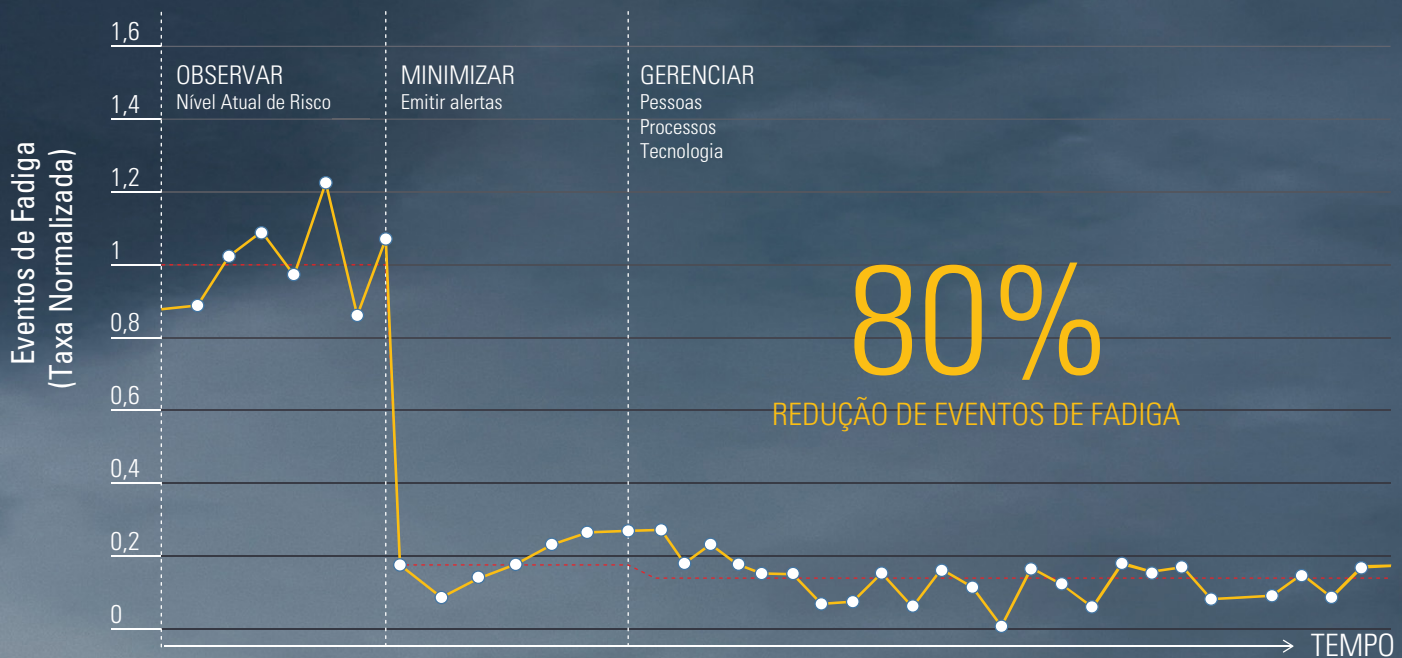 Eventos de Fadiga
(Taxa Normalizada)
1,6
1,4
1,2
1
0,8
0,6
0,4
0,2
0
OBSERVAR
Nível Atual de Risco
MINIMIZAR
Emitir alertas
GERENCIAR
Pessoas
Processos
Tecnologia
80%
REDUÇÃO DE EVENTOS DE FADIGA
TEMPO